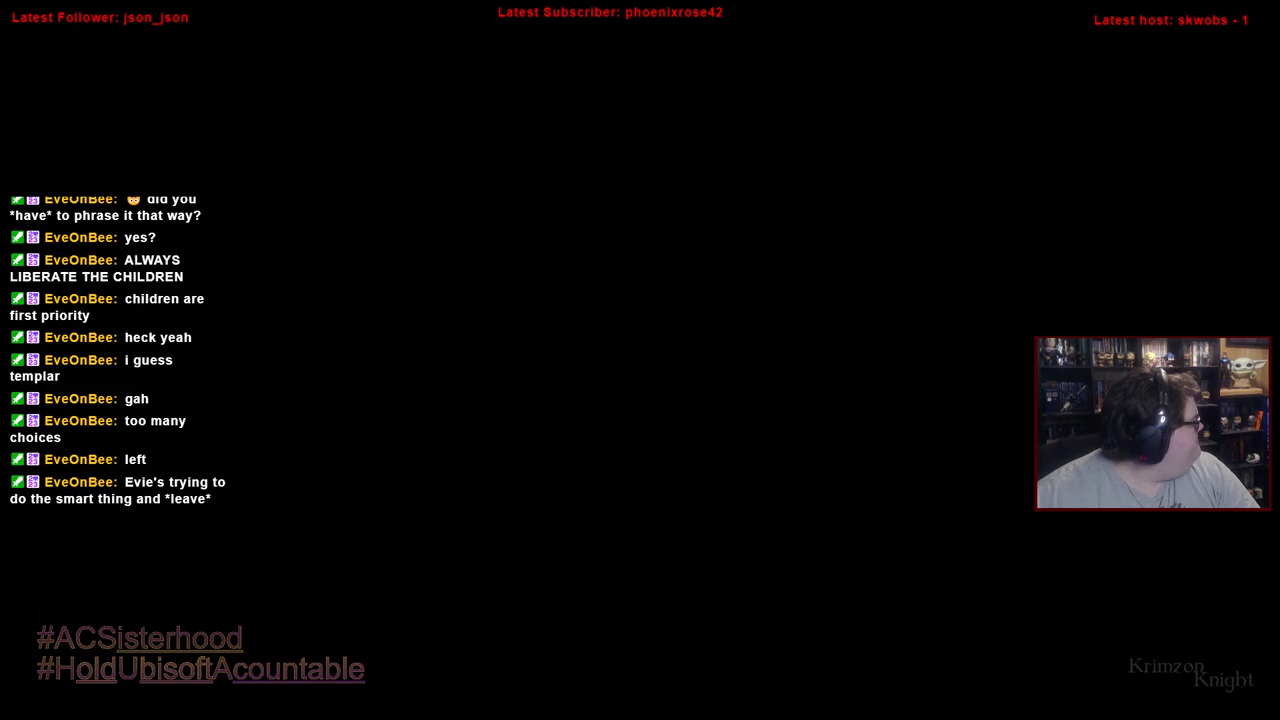 Latest Follower: json_json
Latest Subscriber: phoenixrose42
Latest host: skwobs - 1
EveOnBee: did you
*have* to phrase it that way?
EveOnBee: yes?
EveOnBee: ALWAYS
LIBERATE THE CHILDREN
EveOnBee: children are
first priority
EveOnBee: heck yeah
EveOnBee: i guess
templar
EveOnBee: gah
EveOnBee: too many
choices
EveOnBee: left
EveOnBee: Evie's trying to
do the smart thing and *leave*
#ACSisterhood
#HoldUbisoftAcountable
Krimzon
Knight